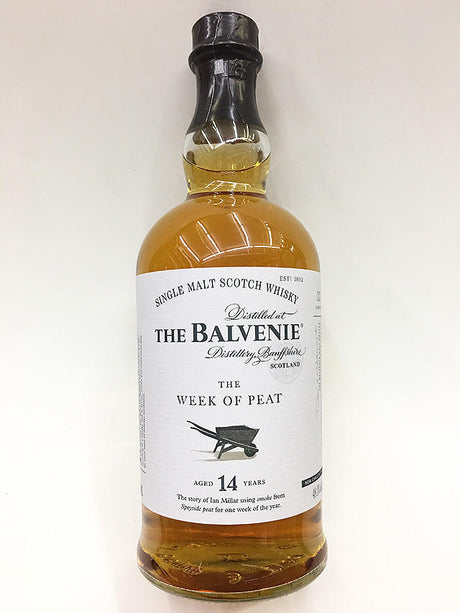 ESTD 1892
SINGLE MALT SCOTCH WHISKY
Distilled at
THE BALVENIE®
Distillery, Banffshire
SCOTLAND
THE
WEEK OF PEAT
AGED 14 YEARS
The story of Ian Millar using smoke from
Speyside peat for one week of the year.